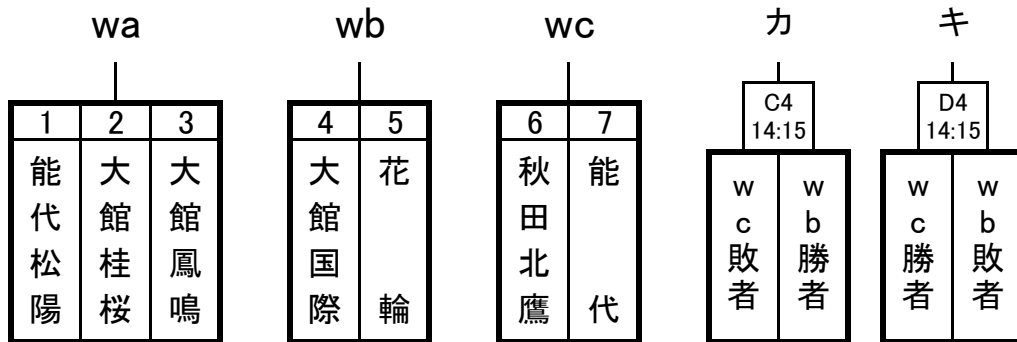 wa
wb
wc
カ
キ
C4
14:15
D4
14:15
1
2
3
4
5
6
7
能代松陽
大館桂桜
大館鳳鳴
大館国際
花輪
秋田北鷹
能代
wc敗者
wb勝者
wc勝者
wb敗者